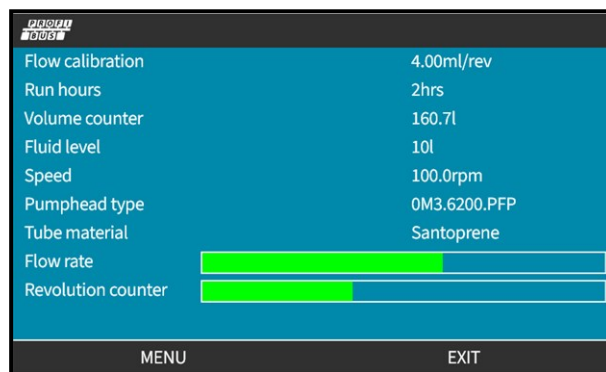 PROFI
BUS
Flow calibration 4.00ml/rev
Run hours 2hrs
Volume counter 160.7l
Fluid level 10l
Speed 100.0rpm
Pumphead type 0M3.6200.PFP
Tube material Santoprene
Flow rate
Revolution counter
MENU EXIT